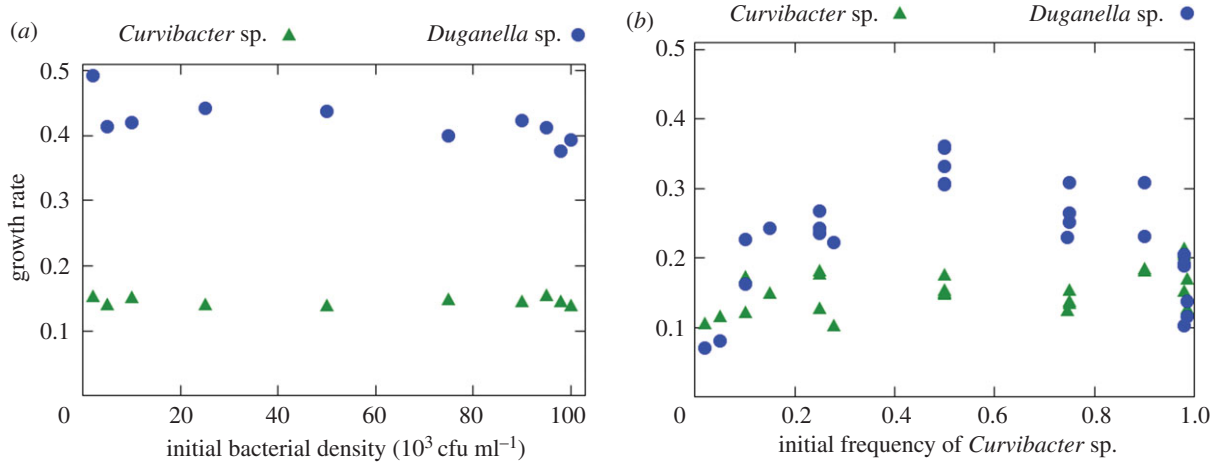 (a)
Curvibacter sp.
Duganella sp.
0.5
0.4
0.3
0.2
0.1
0
20
40
60
80
100
growth rate
initial bacterial density (10³ cfu ml⁻¹)
(b)
Curvibacter sp.
Duganella sp.
0.5
0.4
0.3
0.2
0.1
0
0.2
0.4
0.6
0.8
1.0
initial frequency of Curvibacter sp.